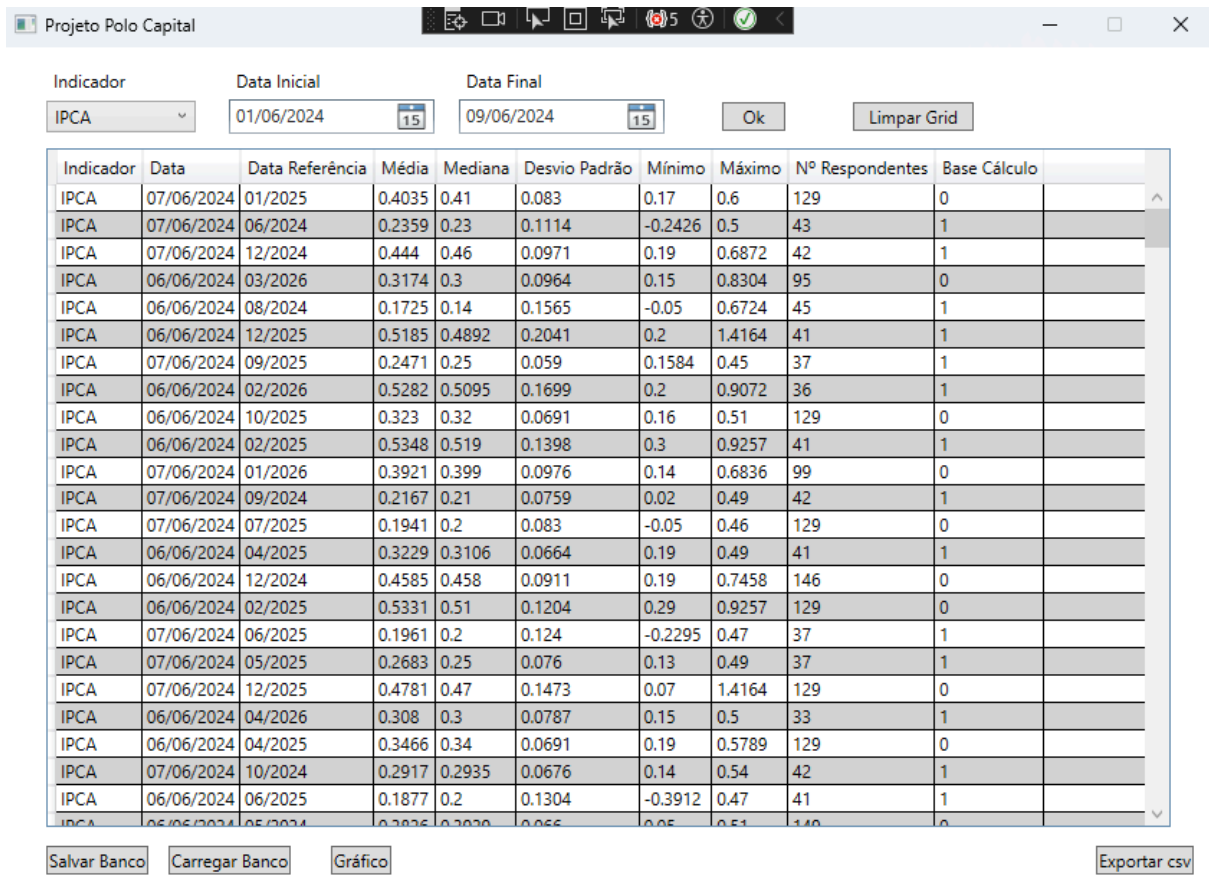 Projeto Polo Capital 5
Indicador Data Inicial Data Final
IPCA 01/06/2024 15 09/06/2024 15 Ok Limpar Grid
Indicador Data Data Referência Média Mediana Desvio Padrão Mínimo Máximo Nº Respondentes Base Cálculo
IPCA 07/06/2024 01/2025 0.4035 0.41 0.083 0.17 0.6 129 0
IPCA 07/06/2024 06/2024 0.2359 0.23 0.1114 -0.2426 0.5 43 1
IPCA 07/06/2024 12/2024 0.444 0.46 0.0971 0.19 0.6872 42 1
IPCA 06/06/2024 03/2026 0.3174 0.3 0.0964 0.15 0.8304 95 0
IPCA 06/06/2024 08/2024 0.1725 0.14 0.1565 -0.05 0.6724 45 1
IPCA 06/06/2024 12/2025 0.5185 0.4892 0.2041 0.2 1.4164 41 1
IPCA 07/06/2024 09/2025 0.2471 0.25 0.059 0.1584 0.45 37 1
IPCA 06/06/2024 02/2026 0.5282 0.5095 0.1699 0.2 0.9072 36 1
IPCA 06/06/2024 10/2025 0.323 0.32 0.0691 0.16 0.51 129 0
IPCA 06/06/2024 02/2025 0.5348 0.519 0.1398 0.3 0.9257 41 1
IPCA 07/06/2024 01/2026 0.3921 0.399 0.0976 0.14 0.6836 99 0
IPCA 07/06/2024 09/2024 0.2167 0.21 0.0759 0.02 0.49 42 1
IPCA 07/06/2024 07/2025 0.1941 0.2 0.083 -0.05 0.46 129 0
IPCA 06/06/2024 04/2025 0.3229 0.3106 0.0664 0.19 0.49 41 1
IPCA 06/06/2024 12/2024 0.4585 0.458 0.0911 0.19 0.7458 146 0
IPCA 06/06/2024 02/2025 0.5331 0.51 0.1204 0.29 0.9257 129 0
IPCA 07/06/2024 06/2025 0.1961 0.2 0.124 -0.2295 0.47 37 1
IPCA 07/06/2024 05/2025 0.2683 0.25 0.076 0.13 0.49 37 1
IPCA 07/06/2024 12/2025 0.4781 0.47 0.1473 0.07 1.4164 129 0
IPCA 06/06/2024 04/2026 0.308 0.3 0.0787 0.15 0.5 33 1
IPCA 06/06/2024 04/2025 0.3466 0.34 0.0691 0.19 0.5789 129 0
IPCA 07/06/2024 10/2024 0.2917 0.2935 0.0676 0.14 0.54 42 1
IPCA 06/06/2024 06/2025 0.1877 0.2 0.1304 -0.3912 0.47 41 1
IPCA 06/06/2024 05/2024
Salvar Banco Carregar Banco Gráfico Exportar csv